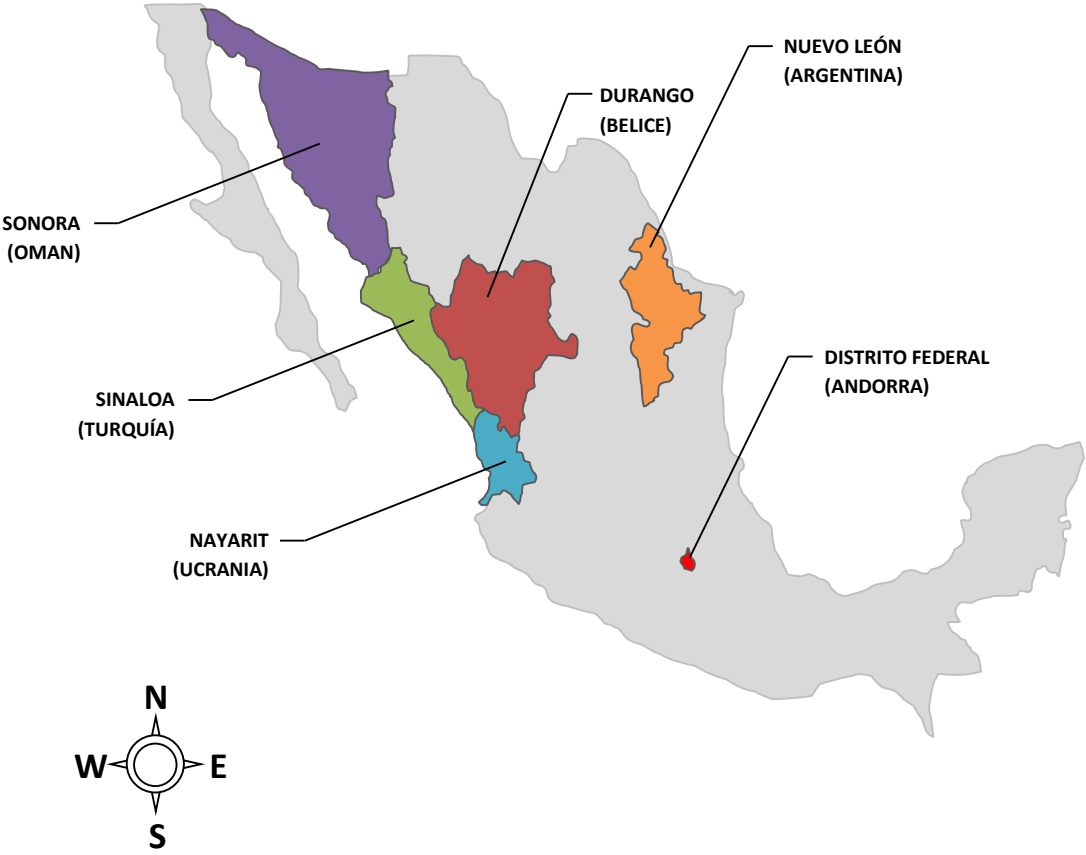 NUEVO LEÓN
(ARGENTINA)
DURANGO
(BELICE)
SONORA
(OMAN)
DISTRITO FEDERAL
(ANDORRA)
SINALOA
(TURQUÍA)
NAYARIT
(UCRANIA)
N
W E
S